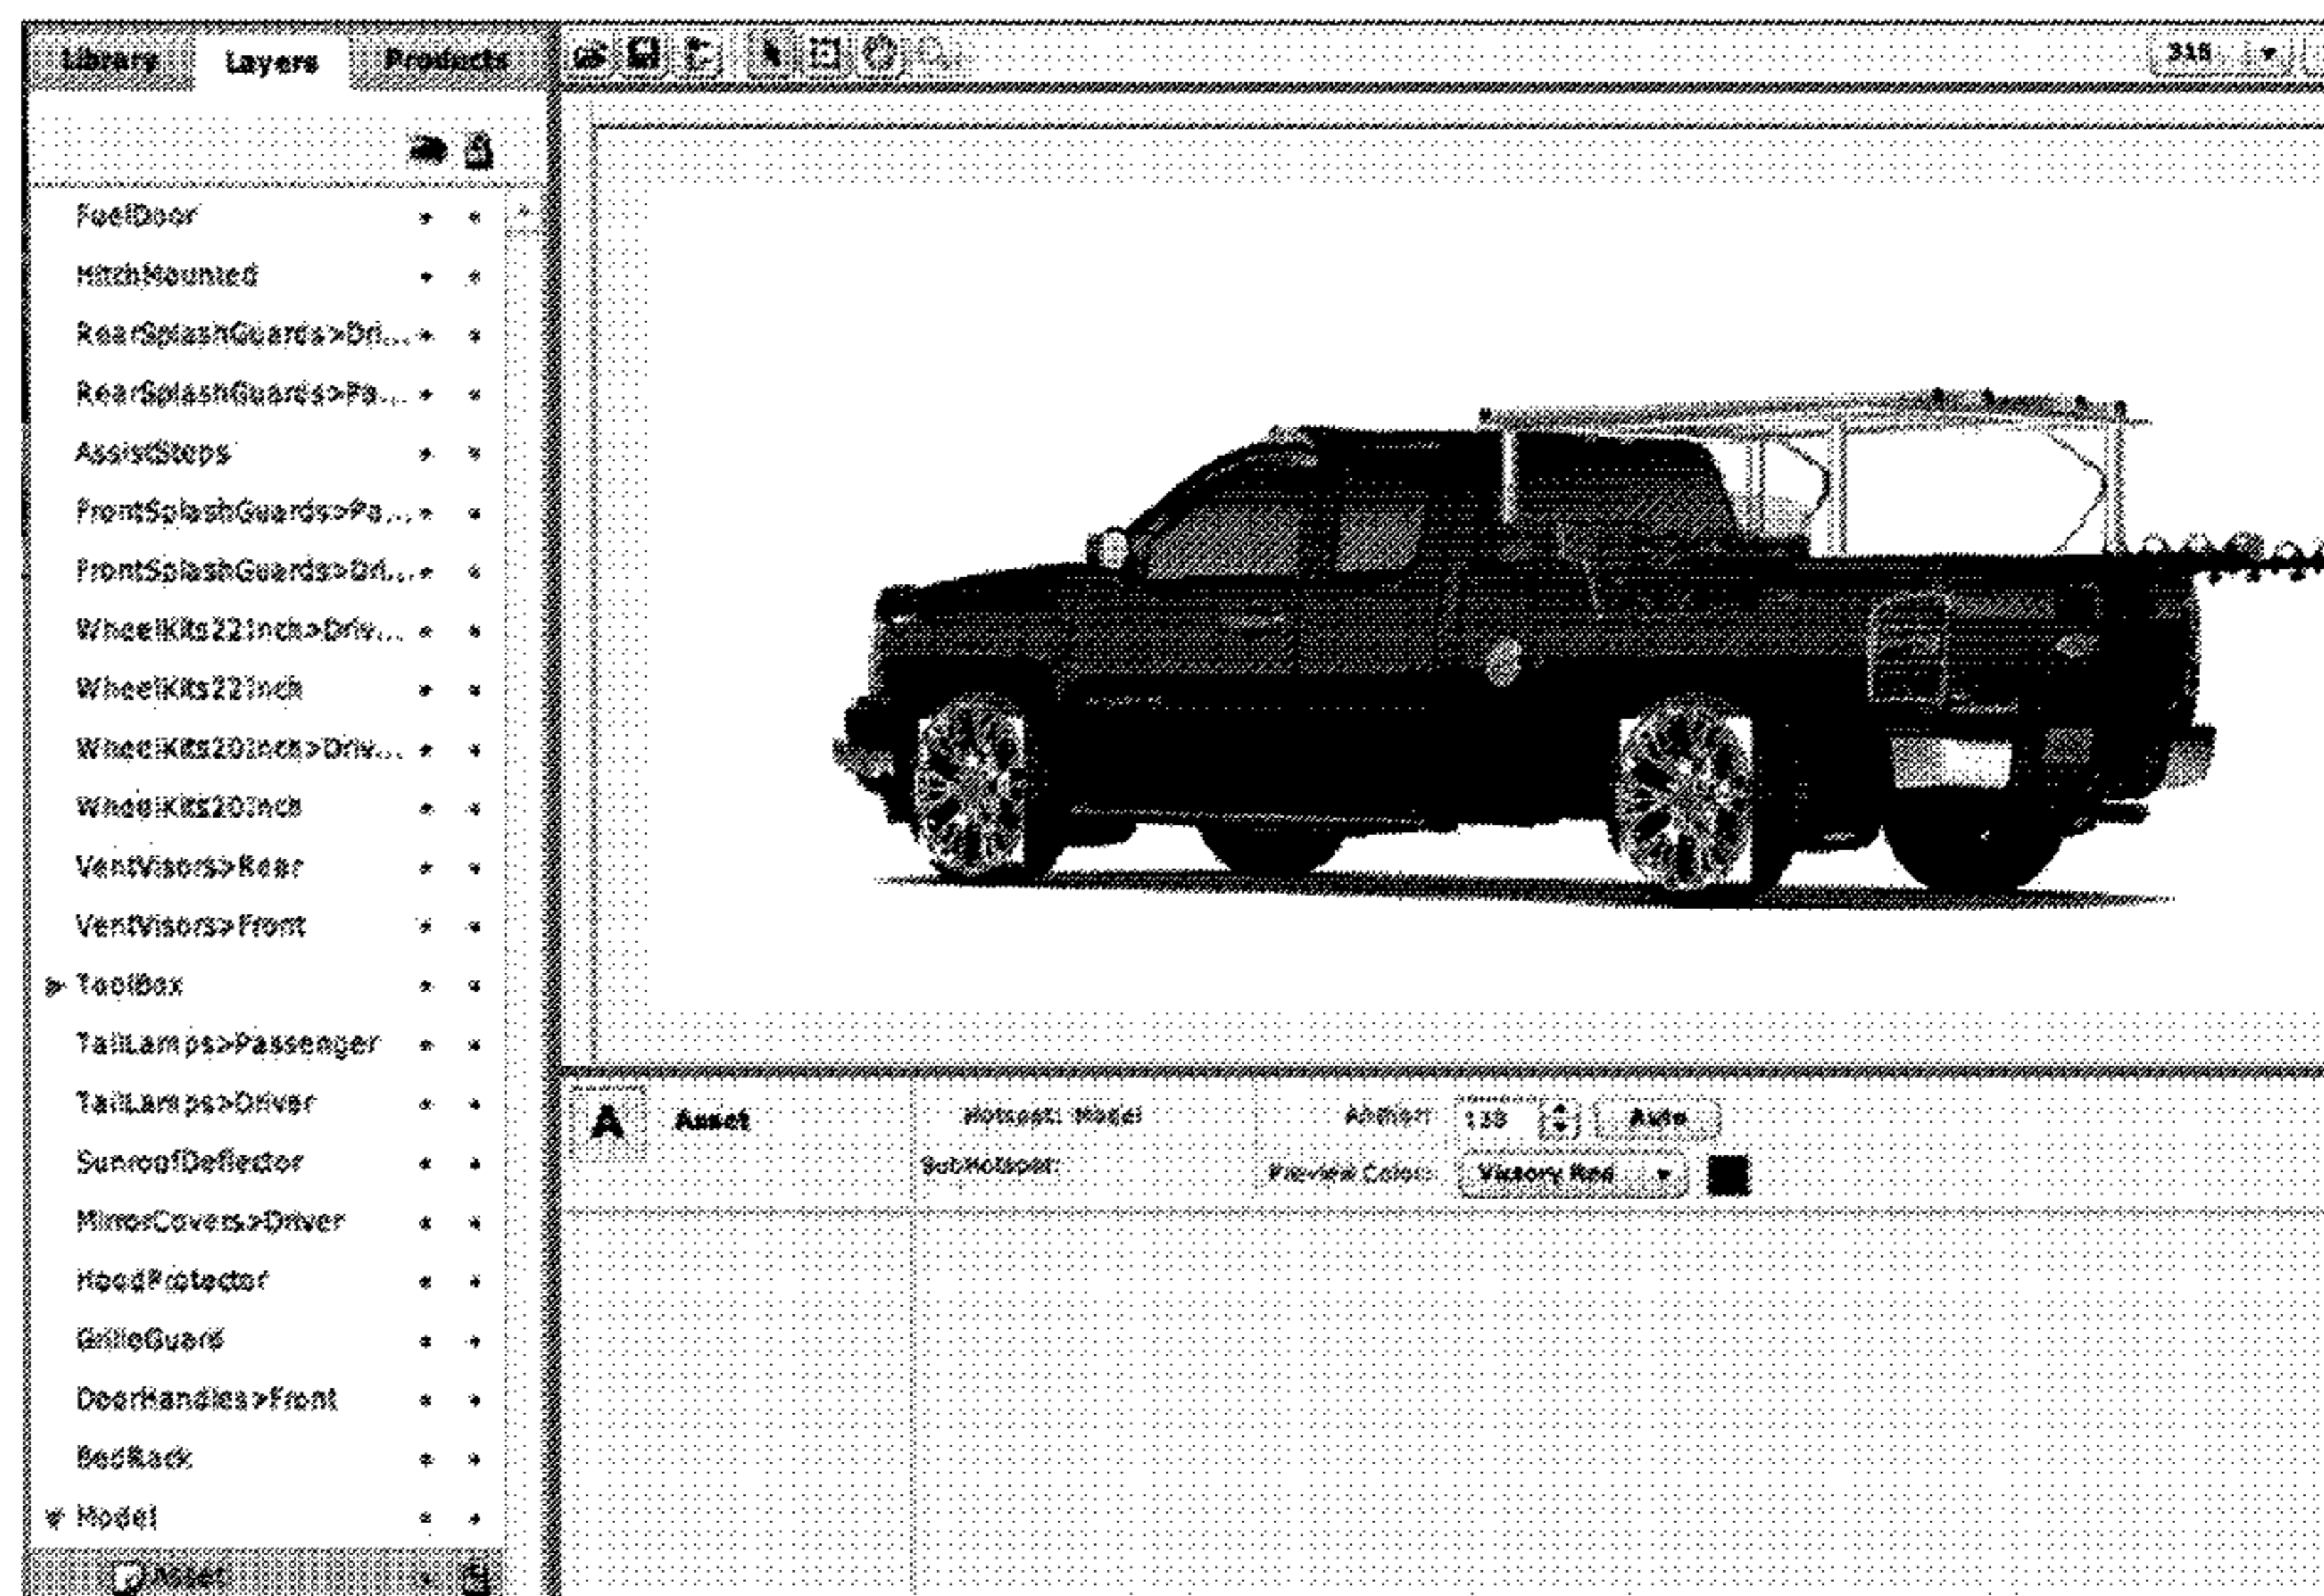 Library Layers Products
315
FuelDoor
HitchMounted
RearSplashGuards>Dri...
RearSplashGuards>Pa...
AssistSteps
FrontSplashGuards>Pa...
FrontSplashGuards>Dri...
WheelKits22Inch>Driv...
WheelKits22Inch
WheelKits20Inch>Driv...
WheelKits20Inch
VentVisors>Rear
VentVisors>Front
ToolBox
TailLamps>Passenger
TailLamps>Driver
SunroofDeflector
MirrorCovers>Driver
HoodProtector
GrilleGuard
DoorHandles>Front
BedRack
Model
Asset
A Asset
Hotspot: Model
SubHotspot:
Auto
Preview Color: Victory Red